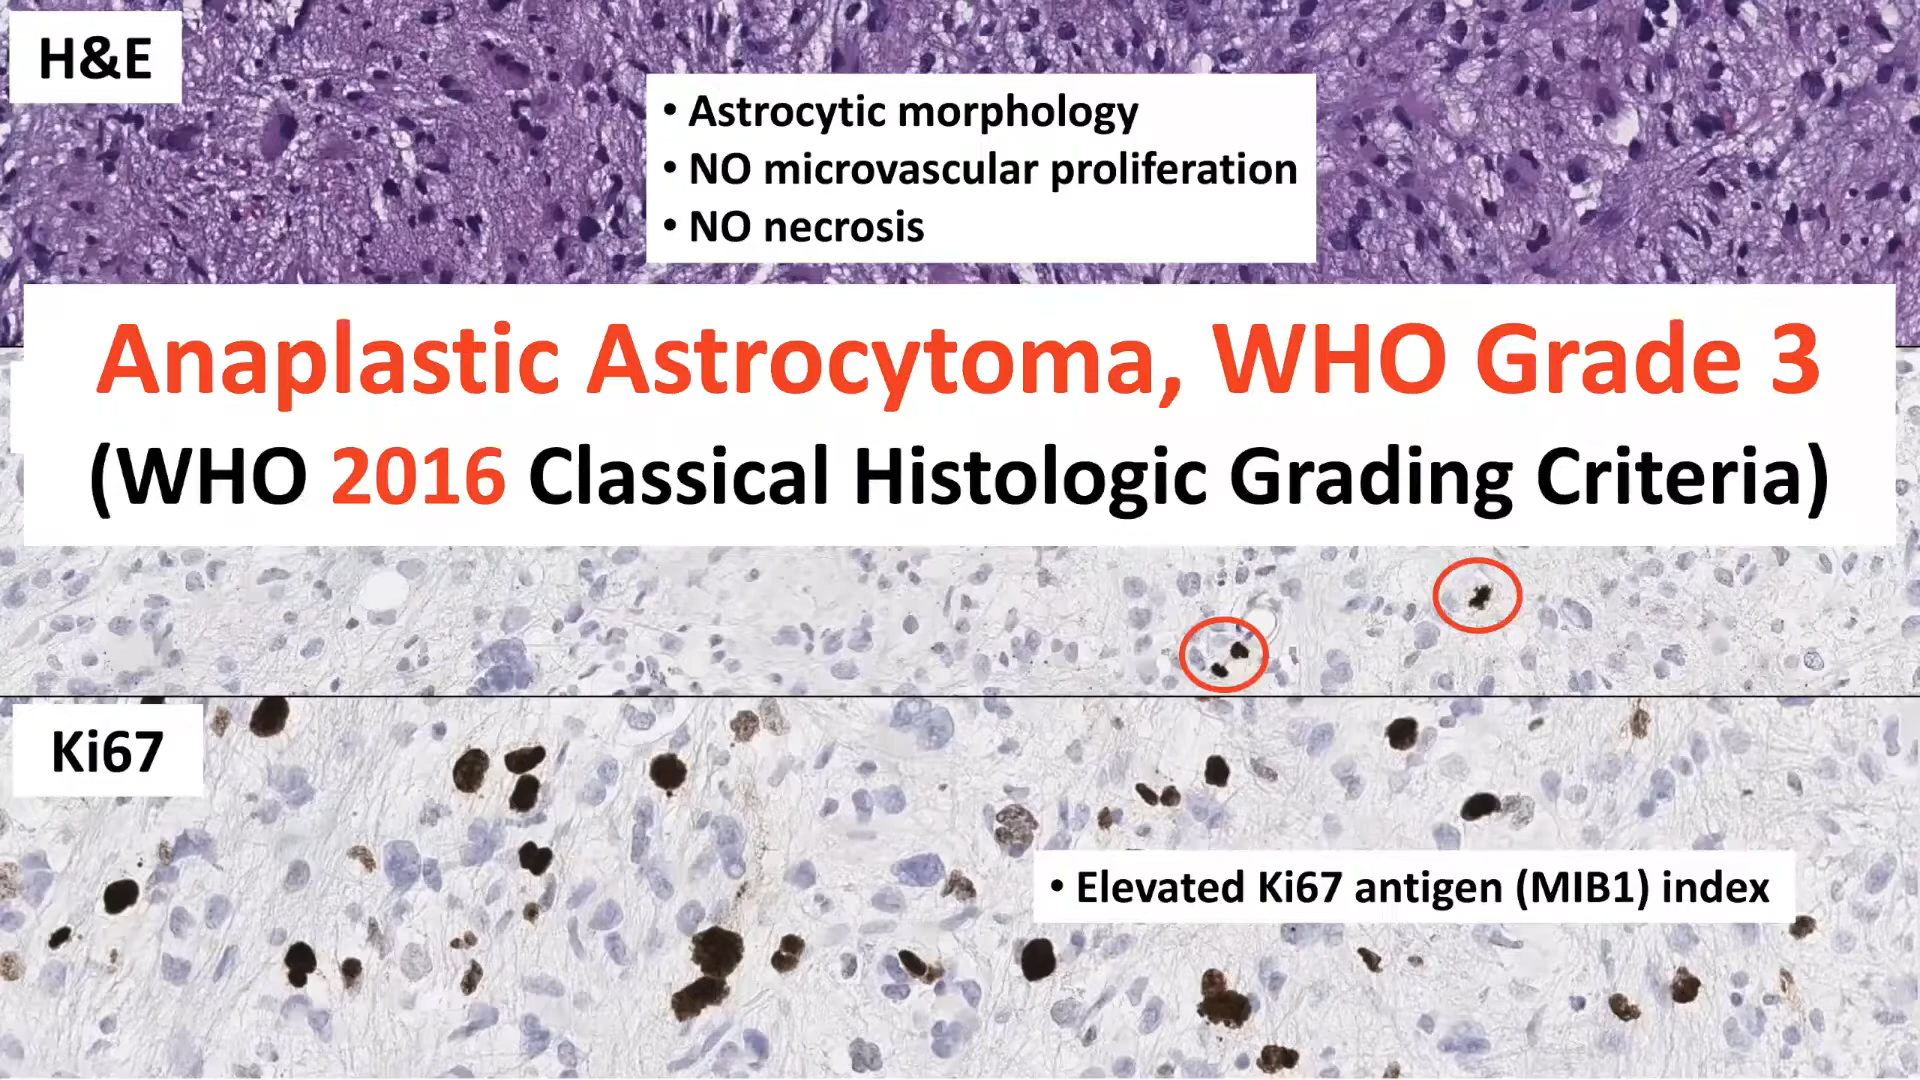 H&E
• Astrocytic morphology
• NO microvascular proliferation
• NO necrosis
Anaplastic Astrocytoma, WHO Grade 3
(WHO 2016 Classical Histologic Grading Criteria)
Ki67
• Elevated Ki67 antigen (MIB1) index